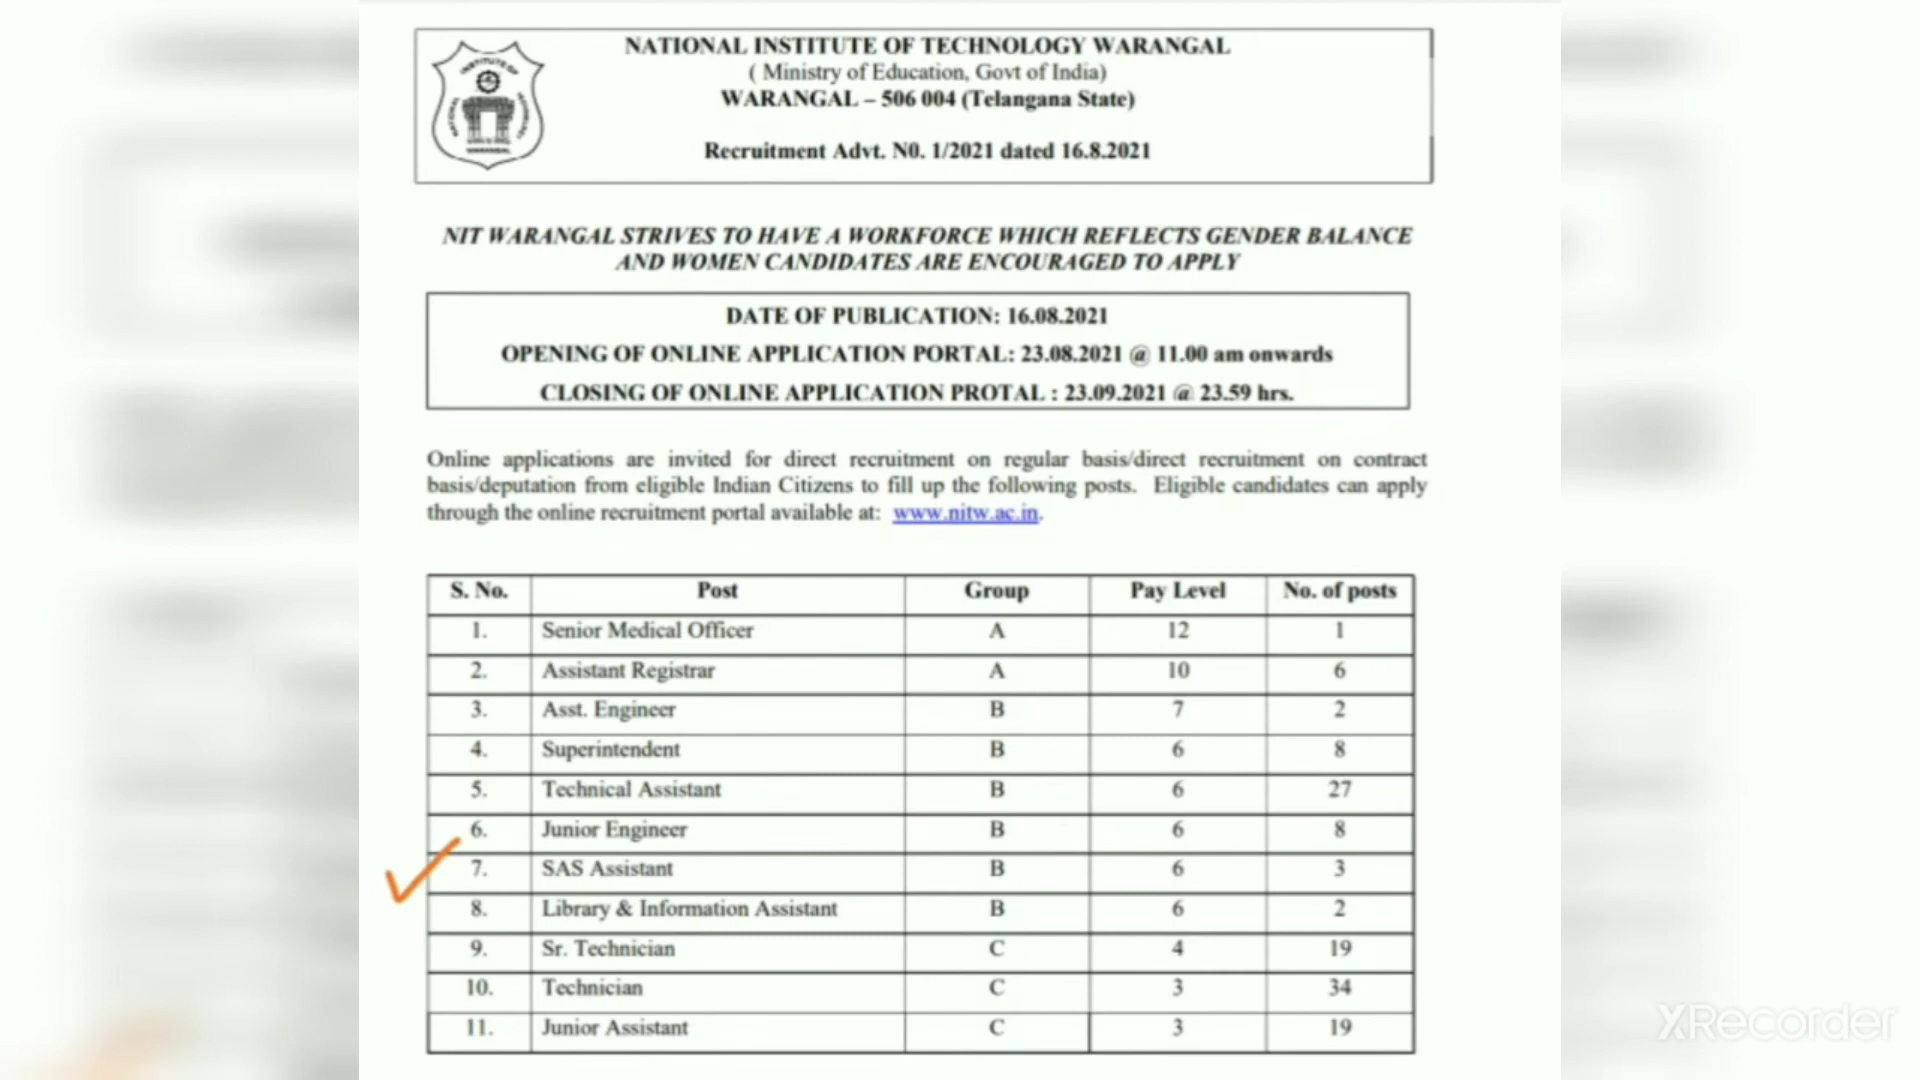 NATIONAL INSTITUTE OF TECHNOLOGY WARANGAL
( Ministry of Education, Govt of India)
WARANGAL – 506 004 (Telangana State)
Recruitment Advt. N0. 1/2021 dated 16.8.2021
INSTITUTE OF
NATIONAL
TECHNOLOGY
WARANGAL
NIT WARANGAL STRIVES TO HAVE A WORKFORCE WHICH REFLECTS GENDER BALANCE
AND WOMEN CANDIDATES ARE ENCOURAGED TO APPLY
DATE OF PUBLICATION: 16.08.2021
OPENING OF ONLINE APPLICATION PORTAL: 23.08.2021 @ 11.00 am onwards
CLOSING OF ONLINE APPLICATION PROTAL : 23.09.2021 @ 23.59 hrs.
Online applications are invited for direct recruitment on regular basis/direct recruitment on contract
basis/deputation from eligible Indian Citizens to fill up the following posts. Eligible candidates can apply
through the online recruitment portal available at: www.nitw.ac.in.
S. No. Post Group Pay Level No. of posts
1. Senior Medical Officer A 12 1
2. Assistant Registrar A 10 6
3. Asst. Engineer B 7 2
4. Superintendent B 6 8
5. Technical Assistant B 6 27
6. Junior Engineer B 6 8
7. SAS Assistant B 6 3
8. Library & Information Assistant B 6 2
9. Sr. Technician C 4 19
10. Technician C 3 34
11. Junior Assistant C 3 19
XRecorder